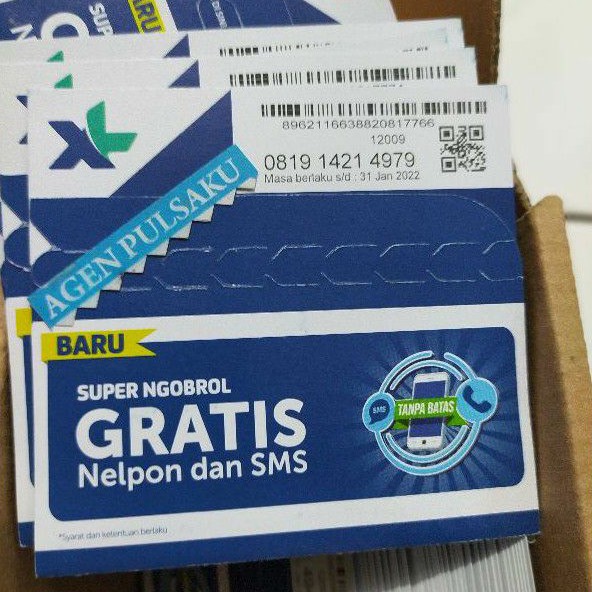 XL
8962116638820817766
12009
0819 1421 4979
Masa berlaku s/d : 31 Jan 2022
AGEN PULSAKU
BARU
SUPER NGOBROL
GRATIS
Nelpon dan SMS
SMS
TANPA BATAS
*Syarat dan ketentuan berlaku